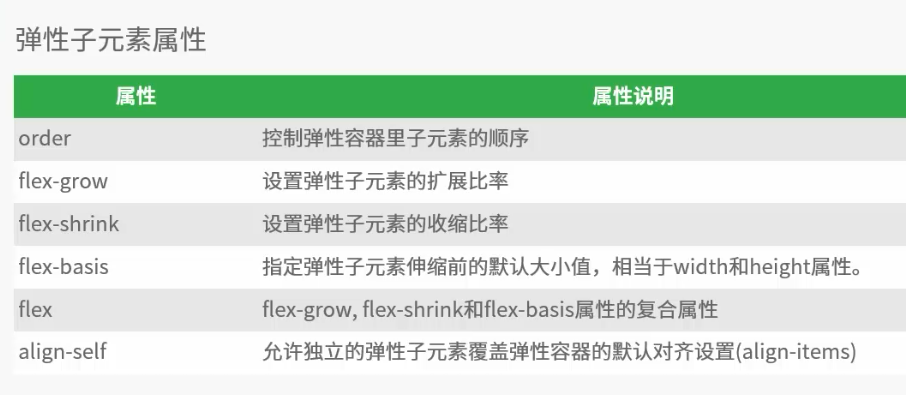 弹性子元素属性
属性 属性说明
order 控制弹性容器里子元素的顺序
flex-grow 设置弹性子元素的扩展比率
flex-shrink 设置弹性子元素的收缩比率
flex-basis 指定弹性子元素伸缩前的默认大小值，相当于width和height属性。
flex flex-grow, flex-shrink和flex-basis属性的复合属性
align-self 允许独立的弹性子元素覆盖弹性容器的默认对齐设置(align-items)